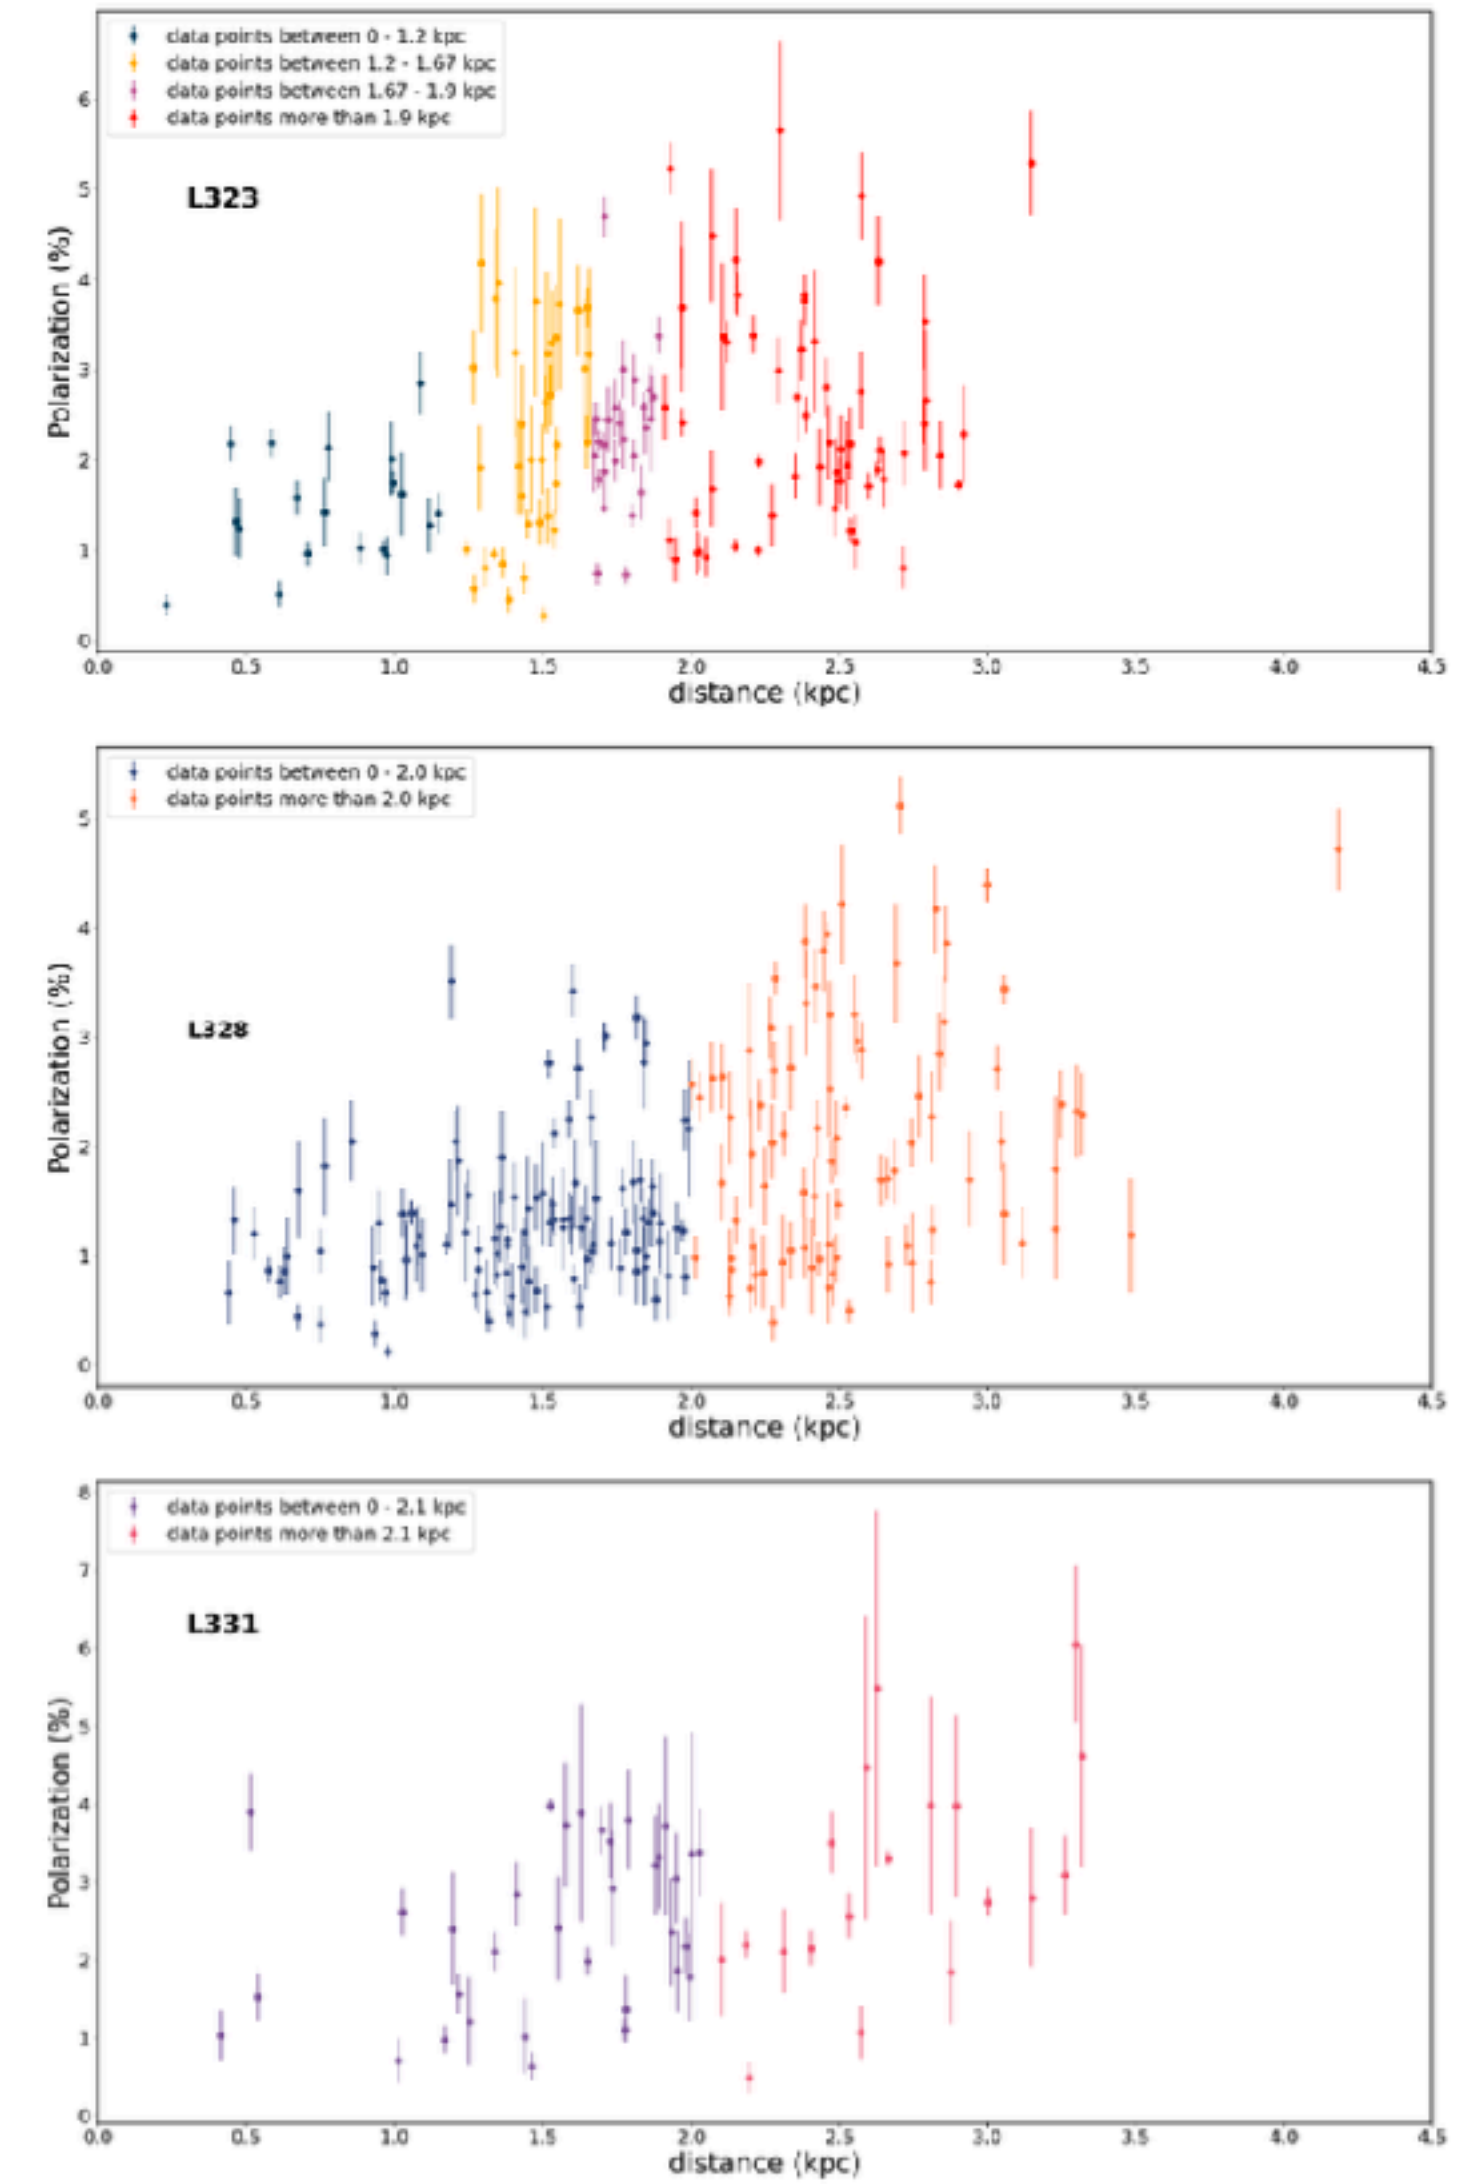 data points between 0 - 1.2 kpc
data points between 1.2 - 1.67 kpc
data points between 1.67 - 1.9 kpc
data points more than 1.9 kpc
L323
Polarization (%)
6
5
4
3
2
1
0
0.0 0.5 1.0 1.5 2.0 2.5 3.0 3.5 4.0 4.5
distance (kpc)
data points between 0 - 2.0 kpc
data points more than 2.0 kpc
L328
Polarization (%)
5
4
3
2
1
0
0.0 0.5 1.0 1.5 2.0 2.5 3.0 3.5 4.0 4.5
distance (kpc)
data points between 0 - 2.1 kpc
data points more than 2.1 kpc
L331
Polarization (%)
8
7
6
5
4
3
2
1
0
0.0 0.5 1.0 1.5 2.0 2.5 3.0 3.5 4.0 4.5
distance (kpc)